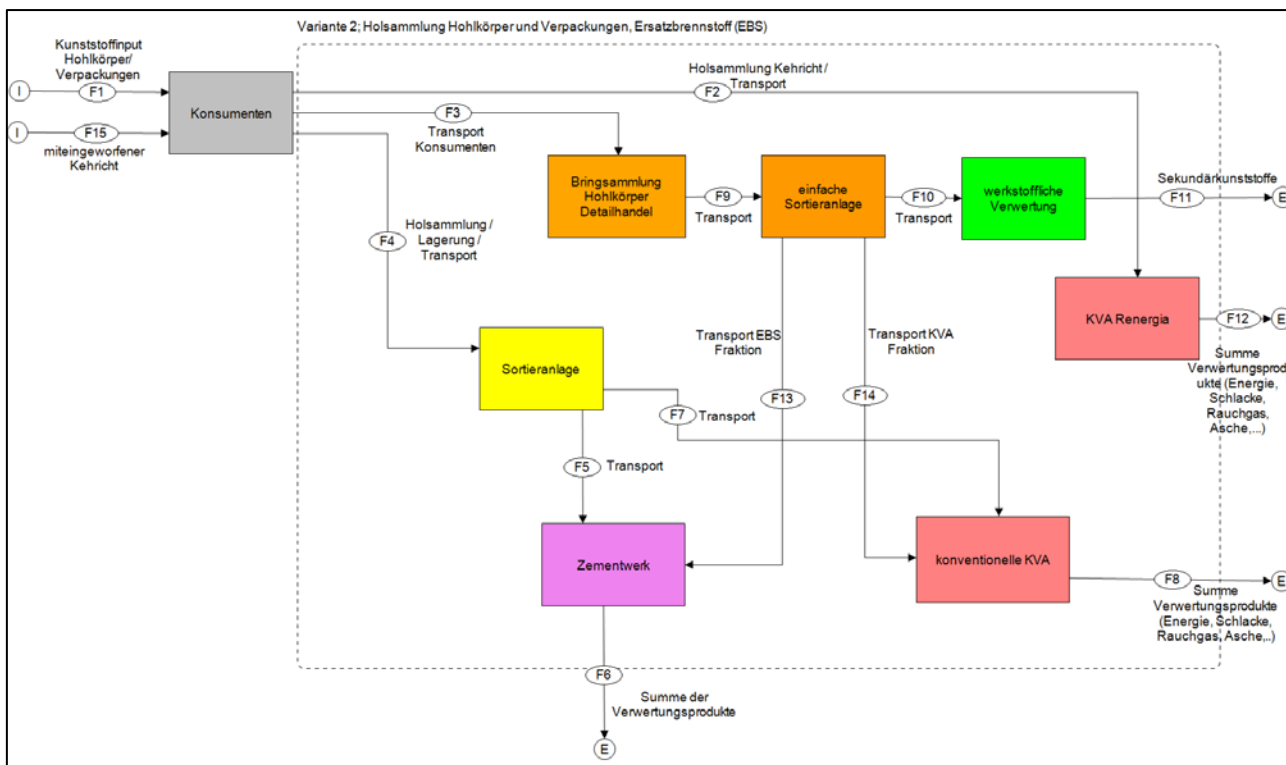 Variante 2; Holsammlung Hohlkörper und Verpackungen, Ersatzbrennstoff (EBS)
Kunststoffinput
Hohlkörper/
Verpackungen
I
F1
I
F15
miteingeworfener
Kehricht
Konsumenten
Holsammlung Kehricht /
Transport
F2
F3
Transport
Konsumenten
F4
Holsammlung /
Lagerung /
Transport
Bringsammlung
Hohlkörper
Detailhandel
F9
Transport
einfache
Sortieranlage
F10
Transport
werkstoffliche
Verwertung
Sekundärkunststoffe
F11
E
KVA Renergia
F12
E
Summe
Verwertungsprod
ukte (Energie,
Schlacke,
Rauchgas,
Asche,...)
Transport EBS
Fraktion
F13
Transport KVA
Fraktion
F14
Sortieranlage
F7
Transport
F5
Transport
Zementwerk
konventionelle KVA
F8
E
Summe
Verwertungsprodukte
(Energie, Schlacke,
Rauchgas, Asche,..)
F6
Summe der
Verwertungsprodukte
E